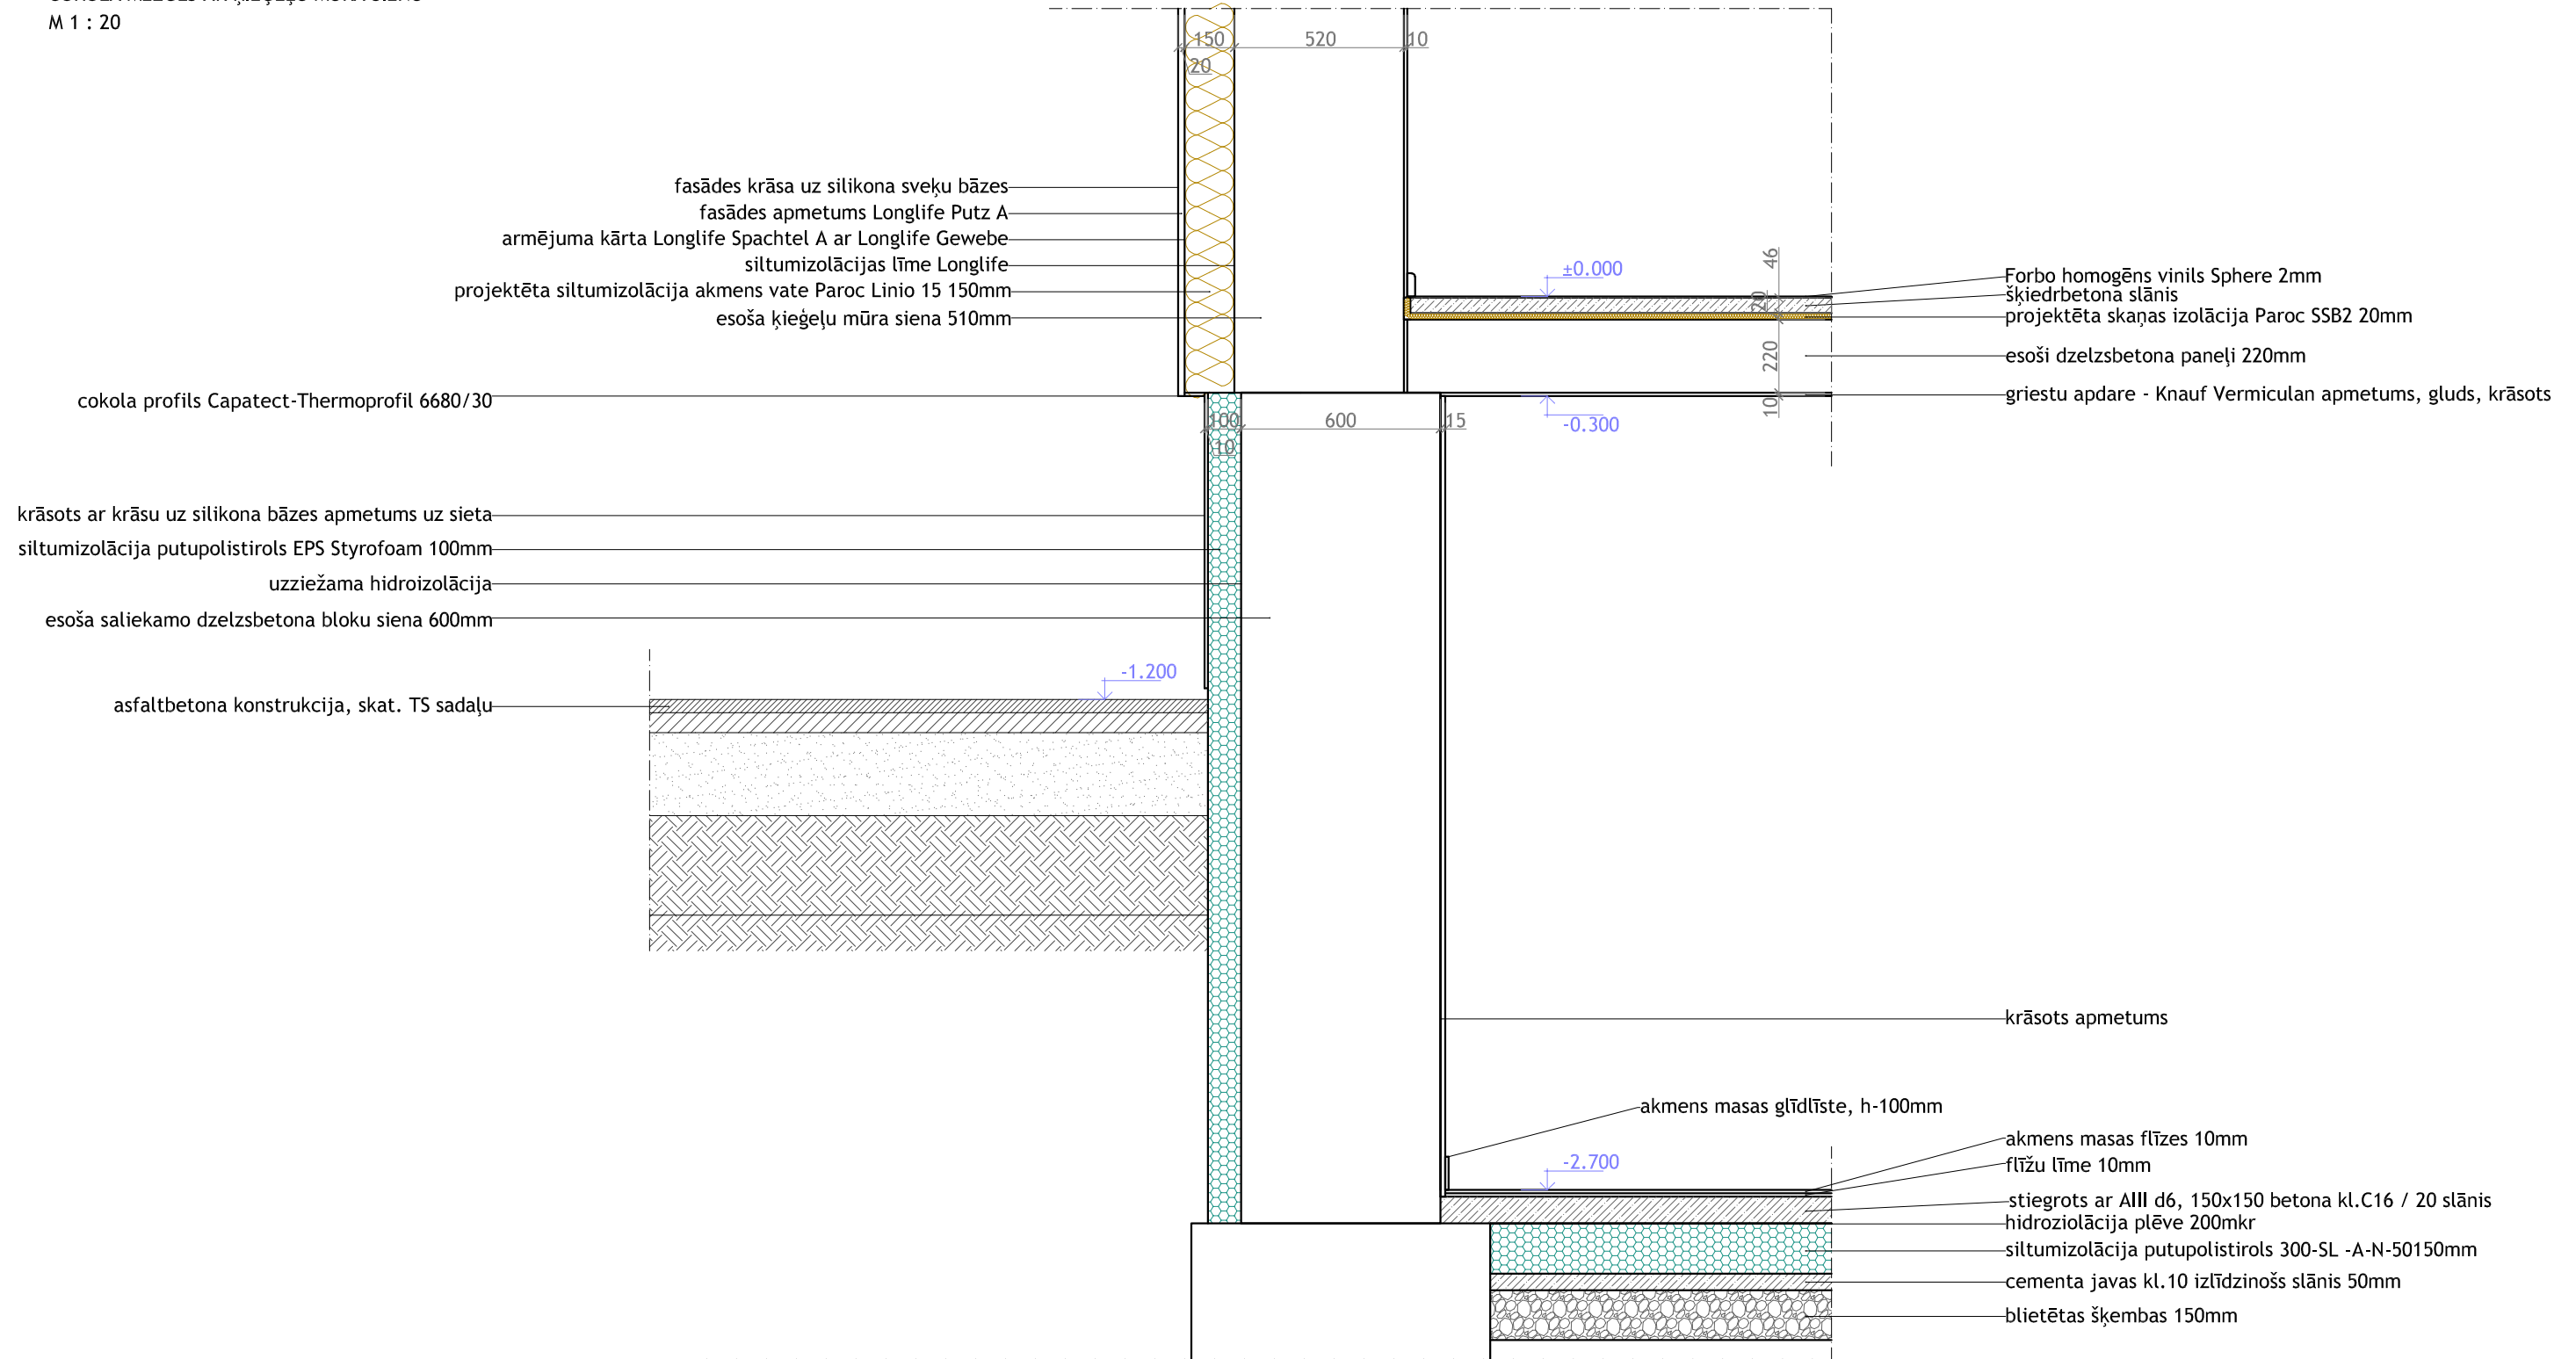 M 1 : 20
150
520
10
20
fasādes krāsa uz silikona sveķu bāzes
fasādes apmetums Longlife Putz A
armējuma kārta Longlife Spachtel A ar Longlife Gewebe
siltumizolācijas līme Longlife
projektēta siltumizolācija akmens vate Paroc Linio 15 150mm
esoša ķieģeļu mūra siena 510mm
±0.000
46
20
220
10
Forbo homogēns vinils Sphere 2mm
šķiedrbetona slānis
projektēta skaņas izolācija Paroc SSB2 20mm
esoši dzelzsbetona paneļi 220mm
griestu apdare - Knauf Vermiculan apmetums, gluds, krāsots
cokola profils Capatect-Thermoprofil 6680/30
100
600
15
10
-0.300
krāsots ar krāsu uz silikona bāzes apmetums uz sieta
siltumizolācija putupolistirols EPS Styrofoam 100mm
uzziežama hidroizolācija
esoša saliekamo dzelzsbetona bloku siena 600mm
-1.200
asfaltbetona konstrukcija, skat. TS sadaļu
krāsots apmetums
akmens masas glīdlīste, h-100mm
-2.700
akmens masas flīzes 10mm
flīžu līme 10mm
stiegrots ar AIII d6, 150x150 betona kl.C16 / 20 slānis
hidroziolācija plēve 200mkr
siltumizolācija putupolistirols 300-SL -A-N-50150mm
cementa javas kl.10 izlīdzinošs slānis 50mm
blietētas šķembas 150mm